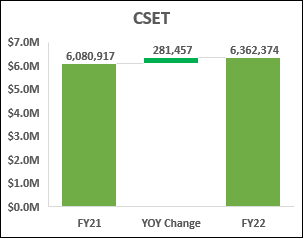 CSET
$7.0M
6,080,917 281,457 6,362,374
$6.0M
$5.0M
$4.0M
$3.0M
$2.0M
$1.0M
$0.0M
FY21 YOY Change FY22